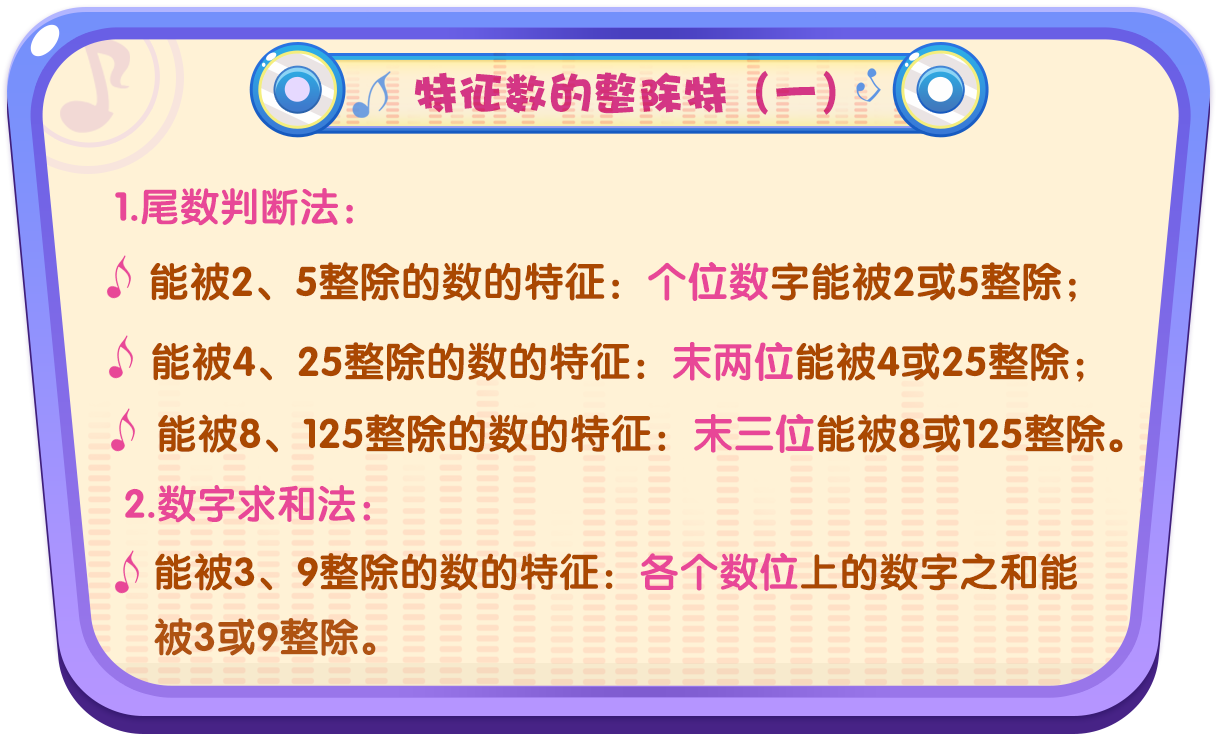 特征数的整除特（一）
1.尾数判断法：
能被2、5整除的数的特征：个位数字能被2或5整除；
能被4、25整除的数的特征：末两位能被4或25整除；
能被8、125整除的数的特征：末三位能被8或125整除。
2.数字求和法：
能被3、9整除的数的特征：各个数位上的数字之和能
被3或9整除。